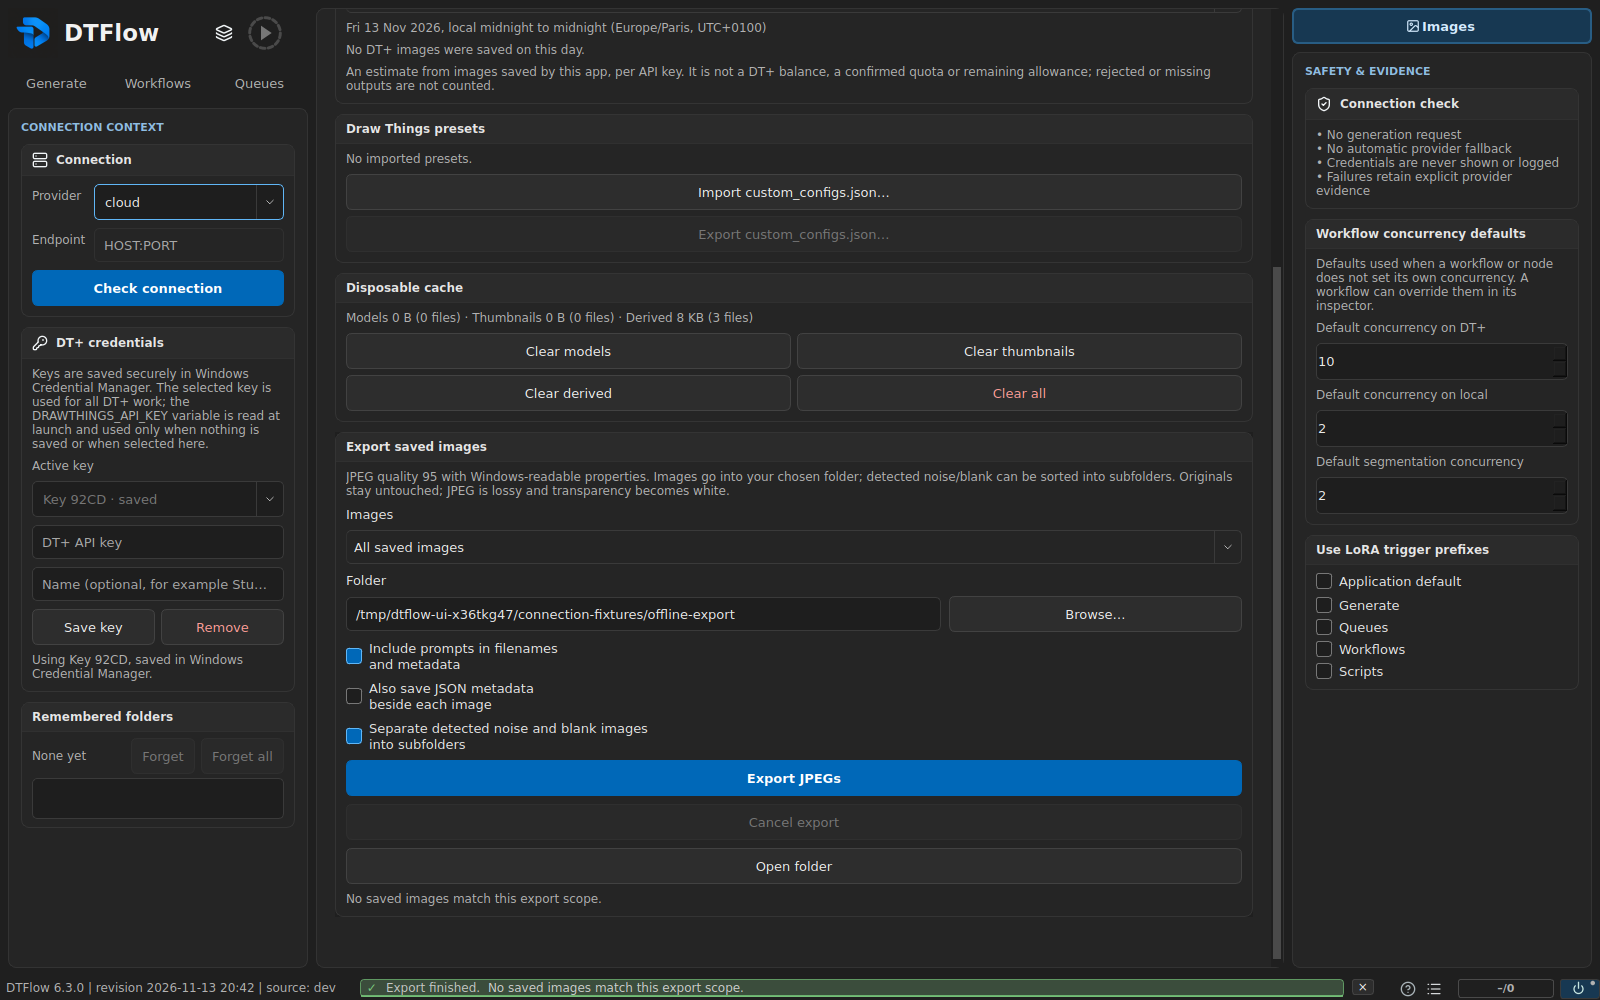 DTFlow
Generate
Workflows
Queues
CONNECTION CONTEXT
Connection
Provider
cloud
Endpoint
HOST:PORT
Check connection
DT+ credentials
Keys are saved securely in Windows
Credential Manager. The selected key is
used for all DT+ work; the
DRAWTHINGS_API_KEY variable is read at
launch and used only when nothing is
saved or when selected here.
Active key
Key 92CD · saved
DT+ API key
Name (optional, for example Stu...
Save key
Remove
Using Key 92CD, saved in Windows
Credential Manager.
Remembered folders
None yet
Forget
Forget all
Fri 13 Nov 2026, local midnight to midnight (Europe/Paris, UTC+0100)
No DT+ images were saved on this day.
An estimate from images saved by this app, per API key. It is not a DT+ balance, a confirmed quota or remaining allowance; rejected or missing
outputs are not counted.
Draw Things presets
No imported presets.
Import custom_configs.json...
Export custom_configs.json...
Disposable cache
Models 0 B (0 files) · Thumbnails 0 B (0 files) · Derived 8 KB (3 files)
Clear models
Clear thumbnails
Clear derived
Clear all
Export saved images
JPEG quality 95 with Windows-readable properties. Images go into your chosen folder; detected noise/blank can be sorted into subfolders. Originals
stay untouched; JPEG is lossy and transparency becomes white.
Images
All saved images
Folder
/tmp/dtflow-ui-x36tkg47/connection-fixtures/offline-export
Browse...
Include prompts in filenames
and metadata
Also save JSON metadata
beside each image
Separate detected noise and blank images
into subfolders
Export JPEGs
Cancel export
Open folder
No saved images match this export scope.
Images
SAFETY & EVIDENCE
Connection check
• No generation request
• No automatic provider fallback
• Credentials are never shown or logged
• Failures retain explicit provider
evidence
Workflow concurrency defaults
Defaults used when a workflow or node
does not set its own concurrency. A
workflow can override them in its
inspector.
Default concurrency on DT+
10
Default concurrency on local
2
Default segmentation concurrency
2
Use LoRA trigger prefixes
Application default
Generate
Queues
Workflows
Scripts
DTFlow 6.3.0 | revision 2026-11-13 20:42 | source: dev
✓ Export finished. No saved images match this export scope.
–/0